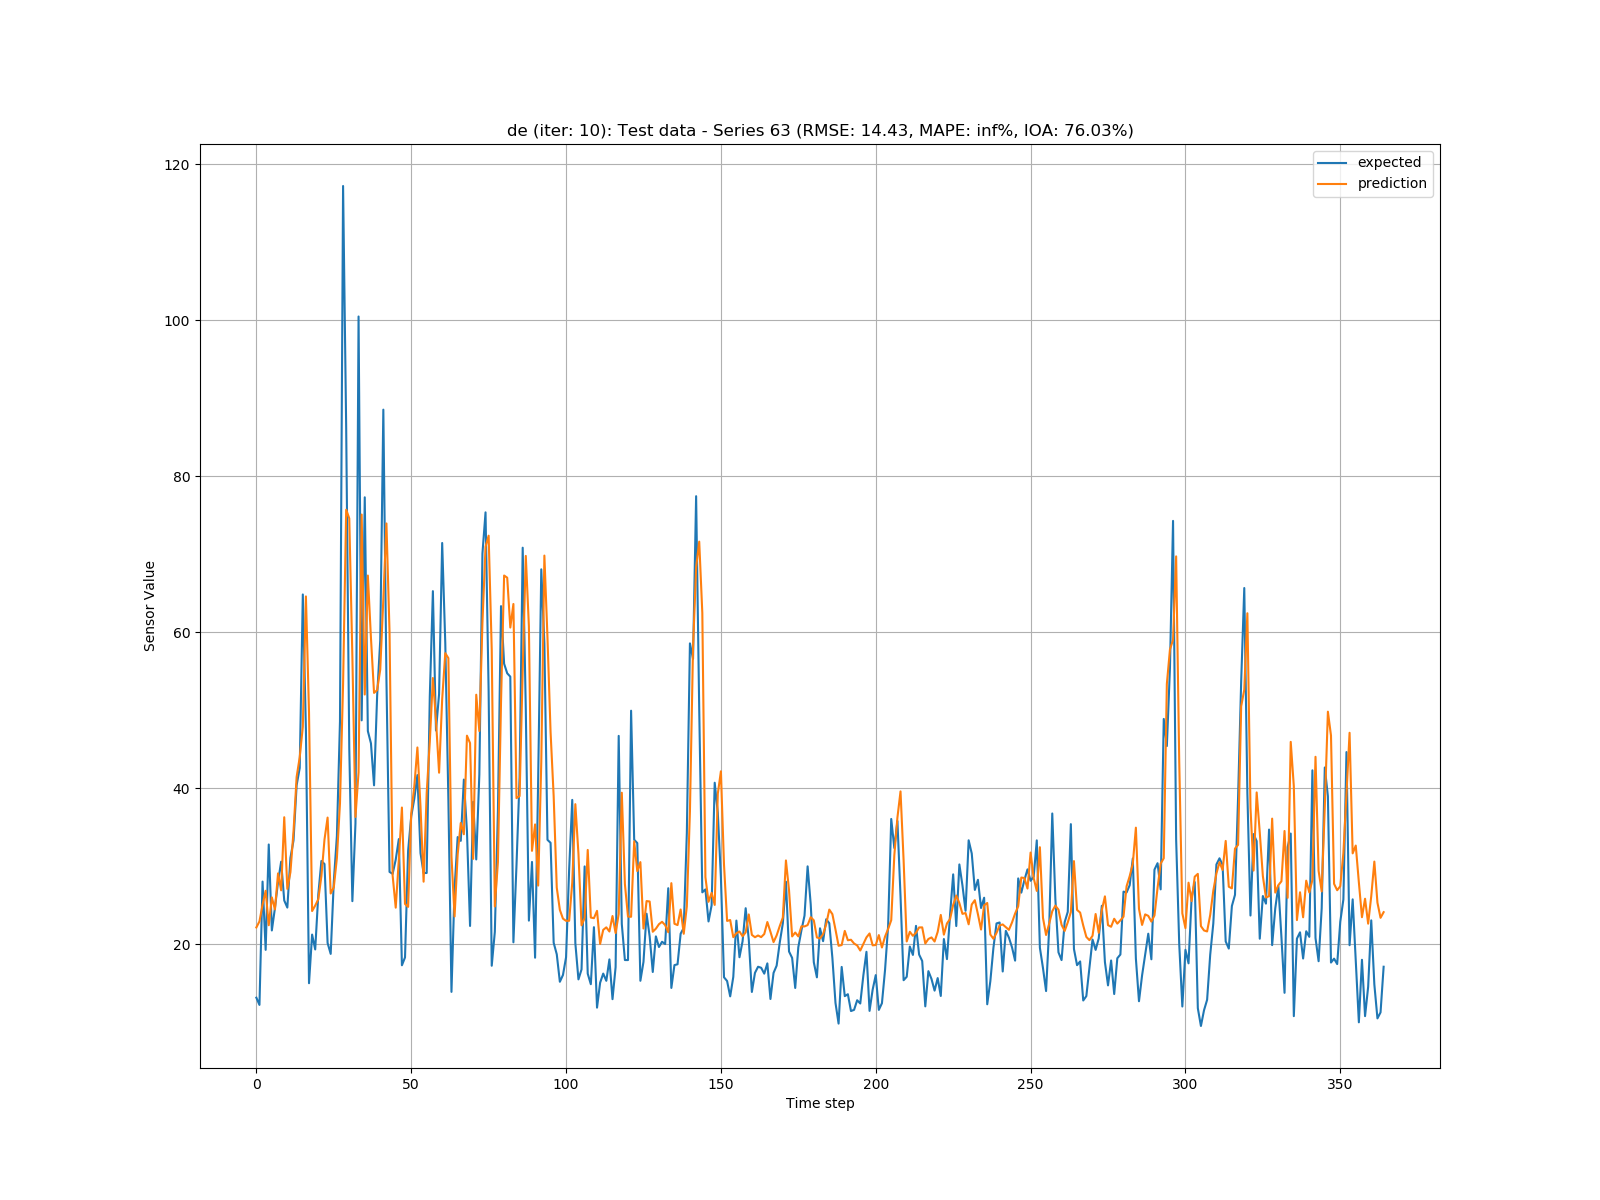 de (iter: 10): Test data - Series 63 (RMSE: 14.43, MAPE: inf%, IOA: 76.03%)
expected
prediction
Sensor Value
120
100
80
60
40
20
0 50 100 150 200 250 300 350
Time step